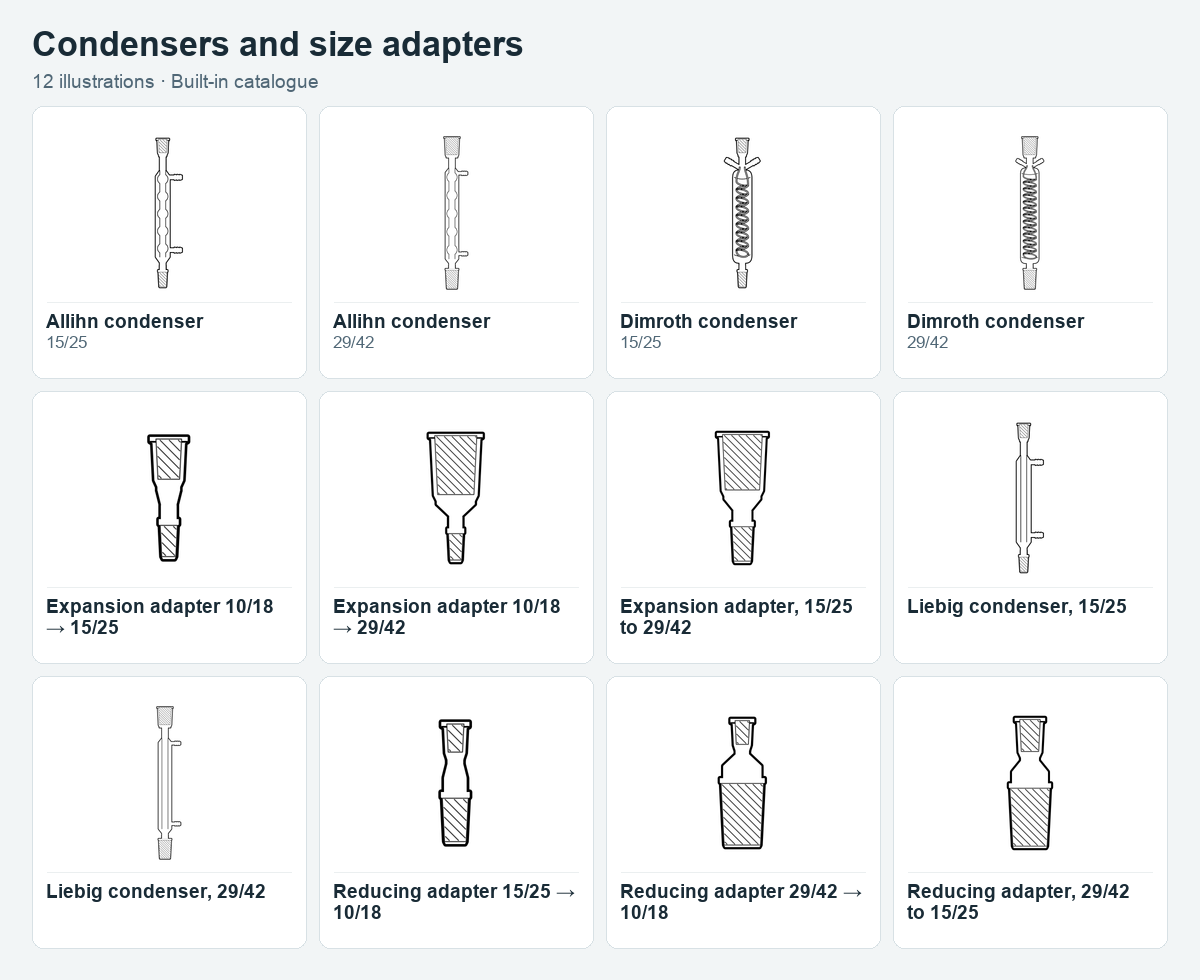 Condensers and size adapters
12 illustrations · Built-in catalogue
Allihn condenser
15/25
Allihn condenser
29/42
Dimroth condenser
15/25
Dimroth condenser
29/42
Expansion adapter 10/18
→ 15/25
Expansion adapter 10/18
→ 29/42
Expansion adapter, 15/25
to 29/42
Liebig condenser, 15/25
Liebig condenser, 29/42
Reducing adapter 15/25 →
10/18
Reducing adapter 29/42 →
10/18
Reducing adapter, 29/42
to 15/25